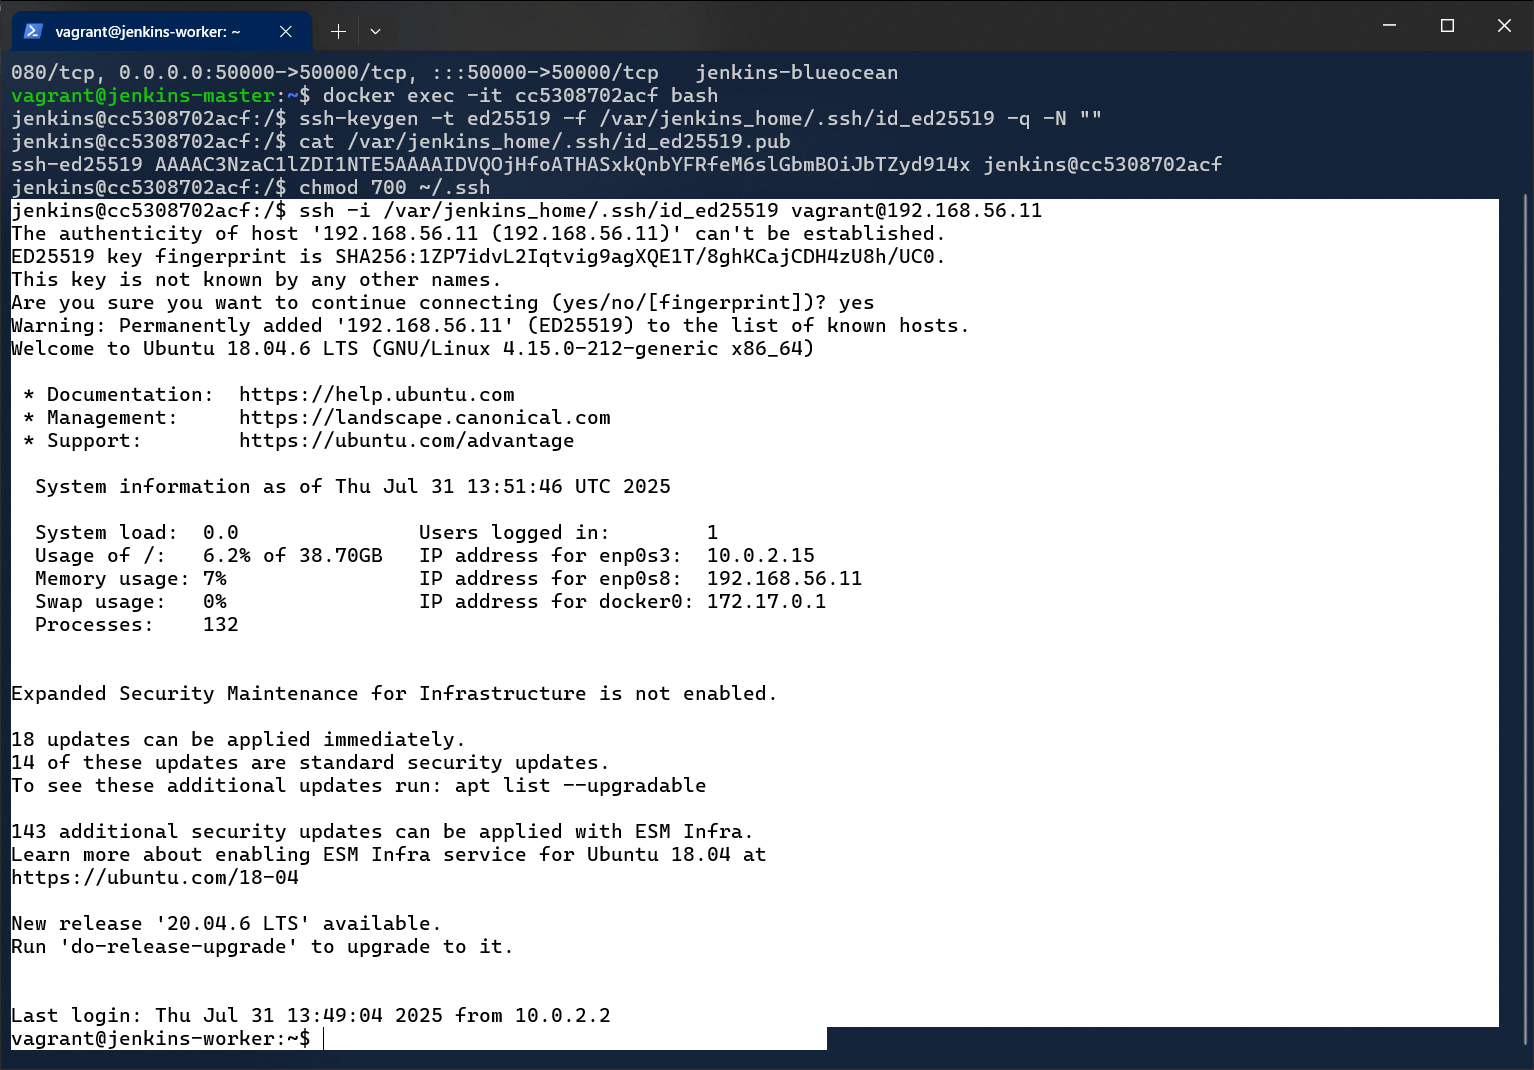 vagrant@jenkins-worker: ~
080/tcp, 0.0.0.0:50000->50000/tcp, :::50000->50000/tcp   jenkins-blueocean
vagrant@jenkins-master:~$ docker exec -it cc5308702acf bash
jenkins@cc5308702acf:/$ ssh-keygen -t ed25519 -f /var/jenkins_home/.ssh/id_ed25519 -q -N ""
jenkins@cc5308702acf:/$ cat /var/jenkins_home/.ssh/id_ed25519.pub
ssh-ed25519 AAAAC3NzaC1lZDI1NTE5AAAAIDVQOjHfoATHASxkQnbYFRfeM6slGbmBOiJbTZyd914x jenkins@cc5308702acf
jenkins@cc5308702acf:/$ chmod 700 ~/.ssh
jenkins@cc5308702acf:/$ ssh -i /var/jenkins_home/.ssh/id_ed25519 vagrant@192.168.56.11
The authenticity of host '192.168.56.11 (192.168.56.11)' can't be established.
ED25519 key fingerprint is SHA256:1ZP7idvL2Iqtvig9agXQE1T/8ghKCajCDH4zU8h/UC0.
This key is not known by any other names.
Are you sure you want to continue connecting (yes/no/[fingerprint])? yes
Warning: Permanently added '192.168.56.11' (ED25519) to the list of known hosts.
Welcome to Ubuntu 18.04.6 LTS (GNU/Linux 4.15.0-212-generic x86_64)
 * Documentation:  https://help.ubuntu.com
 * Management:     https://landscape.canonical.com
 * Support:        https://ubuntu.com/advantage
  System information as of Thu Jul 31 13:51:46 UTC 2025
  System load:  0.0               Users logged in:        1
  Usage of /:   6.2% of 38.70GB   IP address for enp0s3:  10.0.2.15
  Memory usage: 7%                IP address for enp0s8:  192.168.56.11
  Swap usage:   0%                IP address for docker0: 172.17.0.1
  Processes:    132
Expanded Security Maintenance for Infrastructure is not enabled.
18 updates can be applied immediately.
14 of these updates are standard security updates.
To see these additional updates run: apt list --upgradable
143 additional security updates can be applied with ESM Infra.
Learn more about enabling ESM Infra service for Ubuntu 18.04 at
https://ubuntu.com/18-04
New release '20.04.6 LTS' available.
Run 'do-release-upgrade' to upgrade to it.
Last login: Thu Jul 31 13:49:04 2025 from 10.0.2.2
vagrant@jenkins-worker:~$